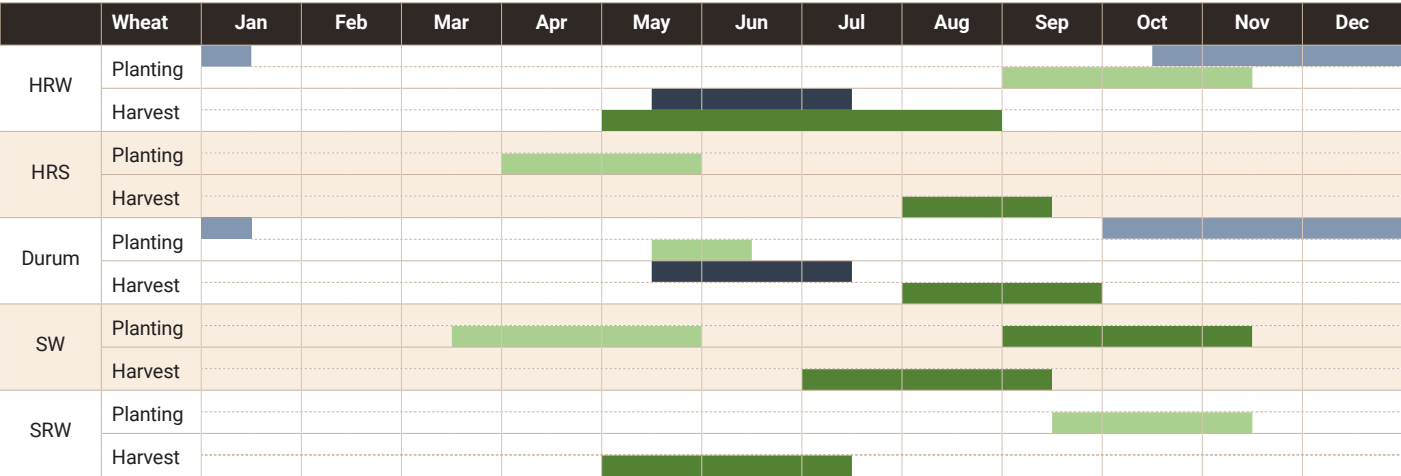 Wheat Jan Feb Mar Apr May Jun Jul Aug Sep Oct Nov Dec
HRW
Planting
Harvest
HRS
Planting
Harvest
Durum
Planting
Harvest
SW
Planting
Harvest
SRW
Planting
Harvest